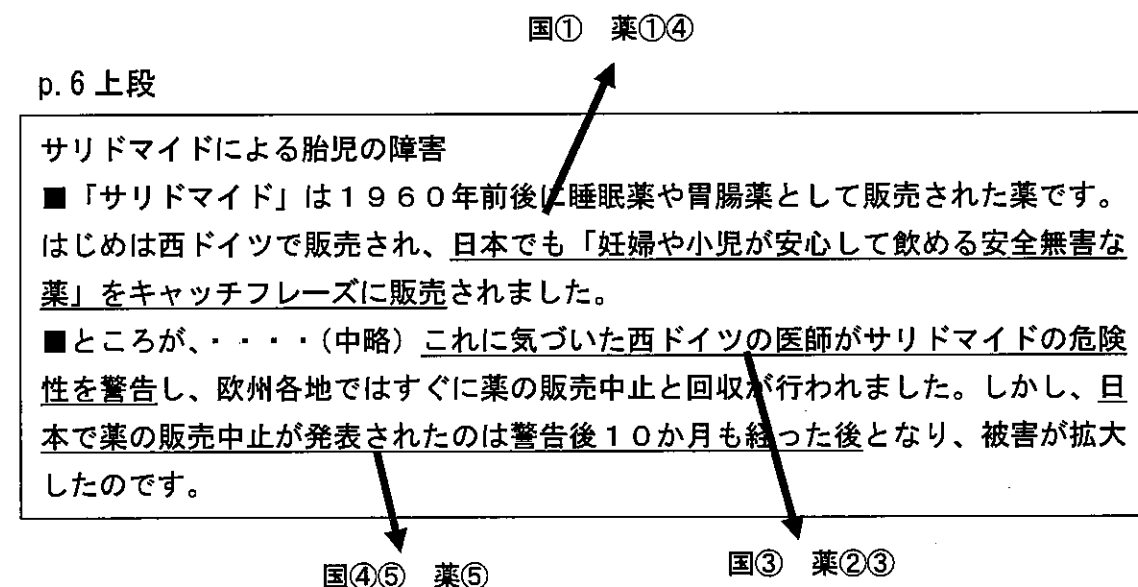 国①　薬①④
p.6 上段
サリドマイドによる胎児の障害
■「サリドマイド」は１９６０年前後に睡眠薬や胃腸薬として販売された薬です。
はじめは西ドイツで販売され、日本でも「妊婦や小児が安心して飲める安全無害な
薬」をキャッチフレーズに販売されました。
■ところが、・・・・（中略）これに気づいた西ドイツの医師がサリドマイドの危険
性を警告し、欧州各地ではすぐに薬の販売中止と回収が行われました。しかし、日
本で薬の販売中止が発表されたのは警告後１０か月も経った後となり、被害が拡大
したのです。
国④⑤　薬⑤
国③　薬②③